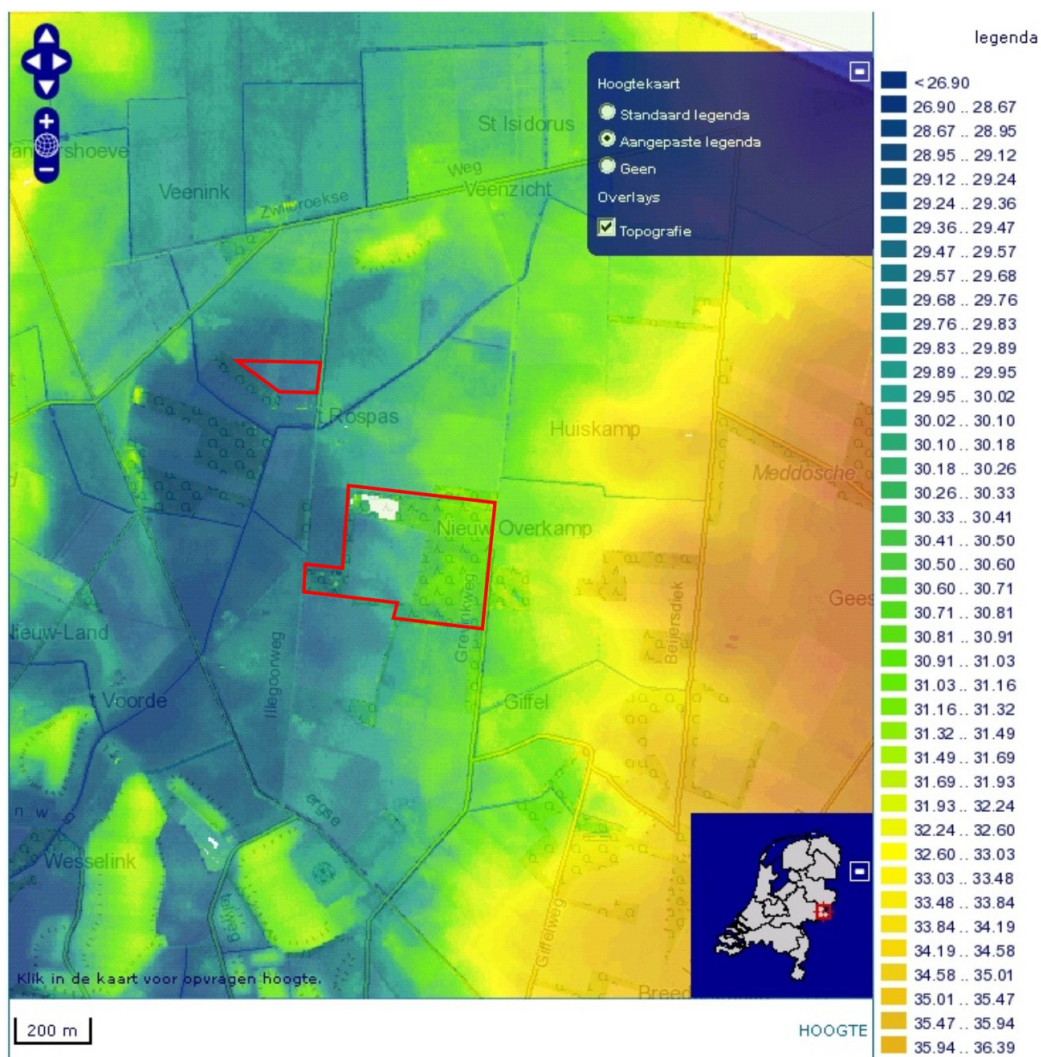 legenda
Hoogtekaart
Standaard legenda
Aangepaste legenda
Geen
Overlays
Topografie
St Isidorus
Veenink
Zwilbroekse
Weg
Veenzicht
t Rospas
Huiskamp
Meddosche
Nieuw Overkamp
Grevinkweg
Beijersdiek
Gees
Nieuw-Land
Voorde
Illegoorweg
Giffel
ergse
n w
Wesselink
Giffelweg
Breed
Klik in de kaart voor opvragen hoogte.
200 m
HOOGTE
<26.90
26.90 .. 28.67
28.67 .. 28.95
28.95 .. 29.12
29.12 .. 29.24
29.24 .. 29.36
29.36 .. 29.47
29.47 .. 29.57
29.57 .. 29.68
29.68 .. 29.76
29.76 .. 29.83
29.83 .. 29.89
29.89 .. 29.95
29.95 .. 30.02
30.02 .. 30.10
30.10 .. 30.18
30.18 .. 30.26
30.26 .. 30.33
30.33 .. 30.41
30.41 .. 30.50
30.50 .. 30.60
30.60 .. 30.71
30.71 .. 30.81
30.81 .. 30.91
30.91 .. 31.03
31.03 .. 31.16
31.16 .. 31.32
31.32 .. 31.49
31.49 .. 31.69
31.69 .. 31.93
31.93 .. 32.24
32.24 .. 32.60
32.60 .. 33.03
33.03 .. 33.48
33.48 .. 33.84
33.84 .. 34.19
34.19 .. 34.58
34.58 .. 35.01
35.01 .. 35.47
35.47 .. 35.94
35.94 .. 36.39